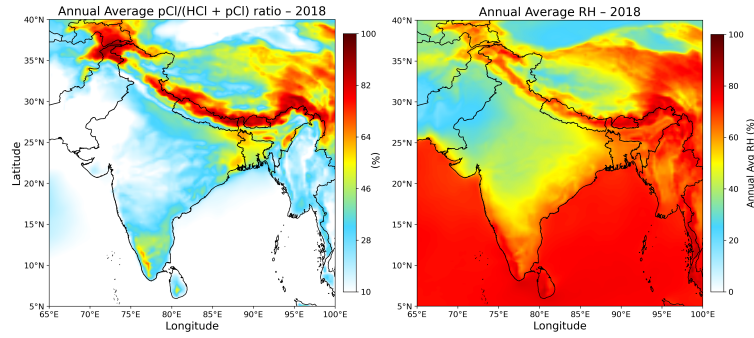 Annual Average pCl/(HCl + pCl) ratio – 2018
40°N
35°N
30°N
25°N
20°N
15°N
10°N
5°N
65°E 70°E 75°E 80°E 85°E 90°E 95°E 100°E
Latitude
Longitude
100
82
64
46
28
10
(%)
Annual Average RH – 2018
40°N
35°N
30°N
25°N
20°N
15°N
10°N
5°N
65°E 70°E 75°E 80°E 85°E 90°E 95°E 100°E
Longitude
100
80
60
40
20
0
Annual Avg RH (%)